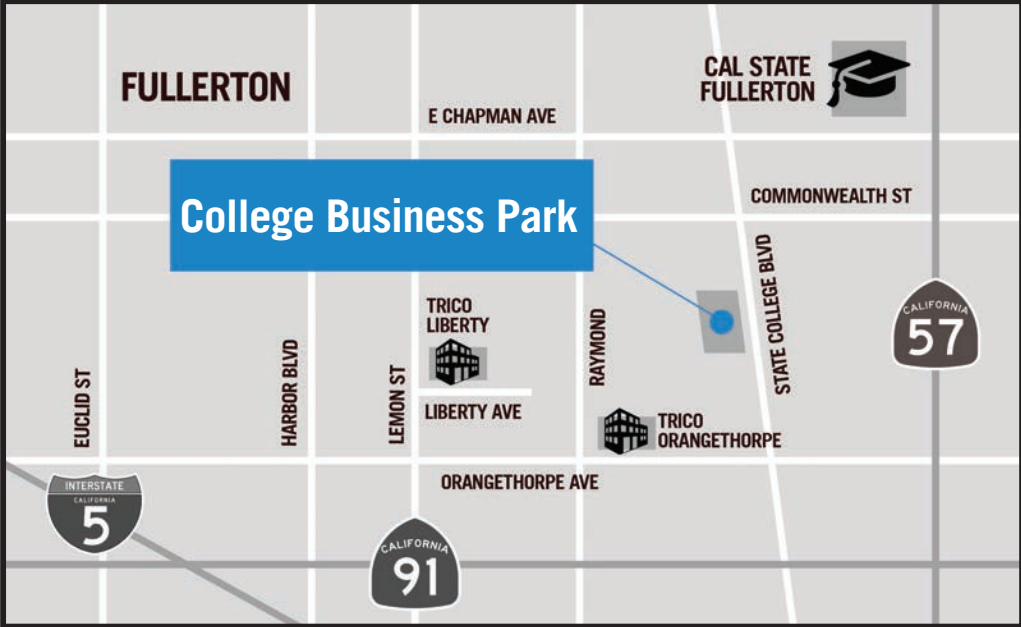 FULLERTON
CAL STATE
FULLERTON
E CHAPMAN AVE
COMMONWEALTH ST
College Business Park
STATE COLLEGE BLVD
CALIFORNIA
57
TRICO
LIBERTY
RAYMOND
EUCLID ST
HARBOR BLVD
LEMON ST
LIBERTY AVE
TRICO
ORANGETHORPE
ORANGETHORPE AVE
INTERSTATE
CALIFORNIA
5
CALIFORNIA
91